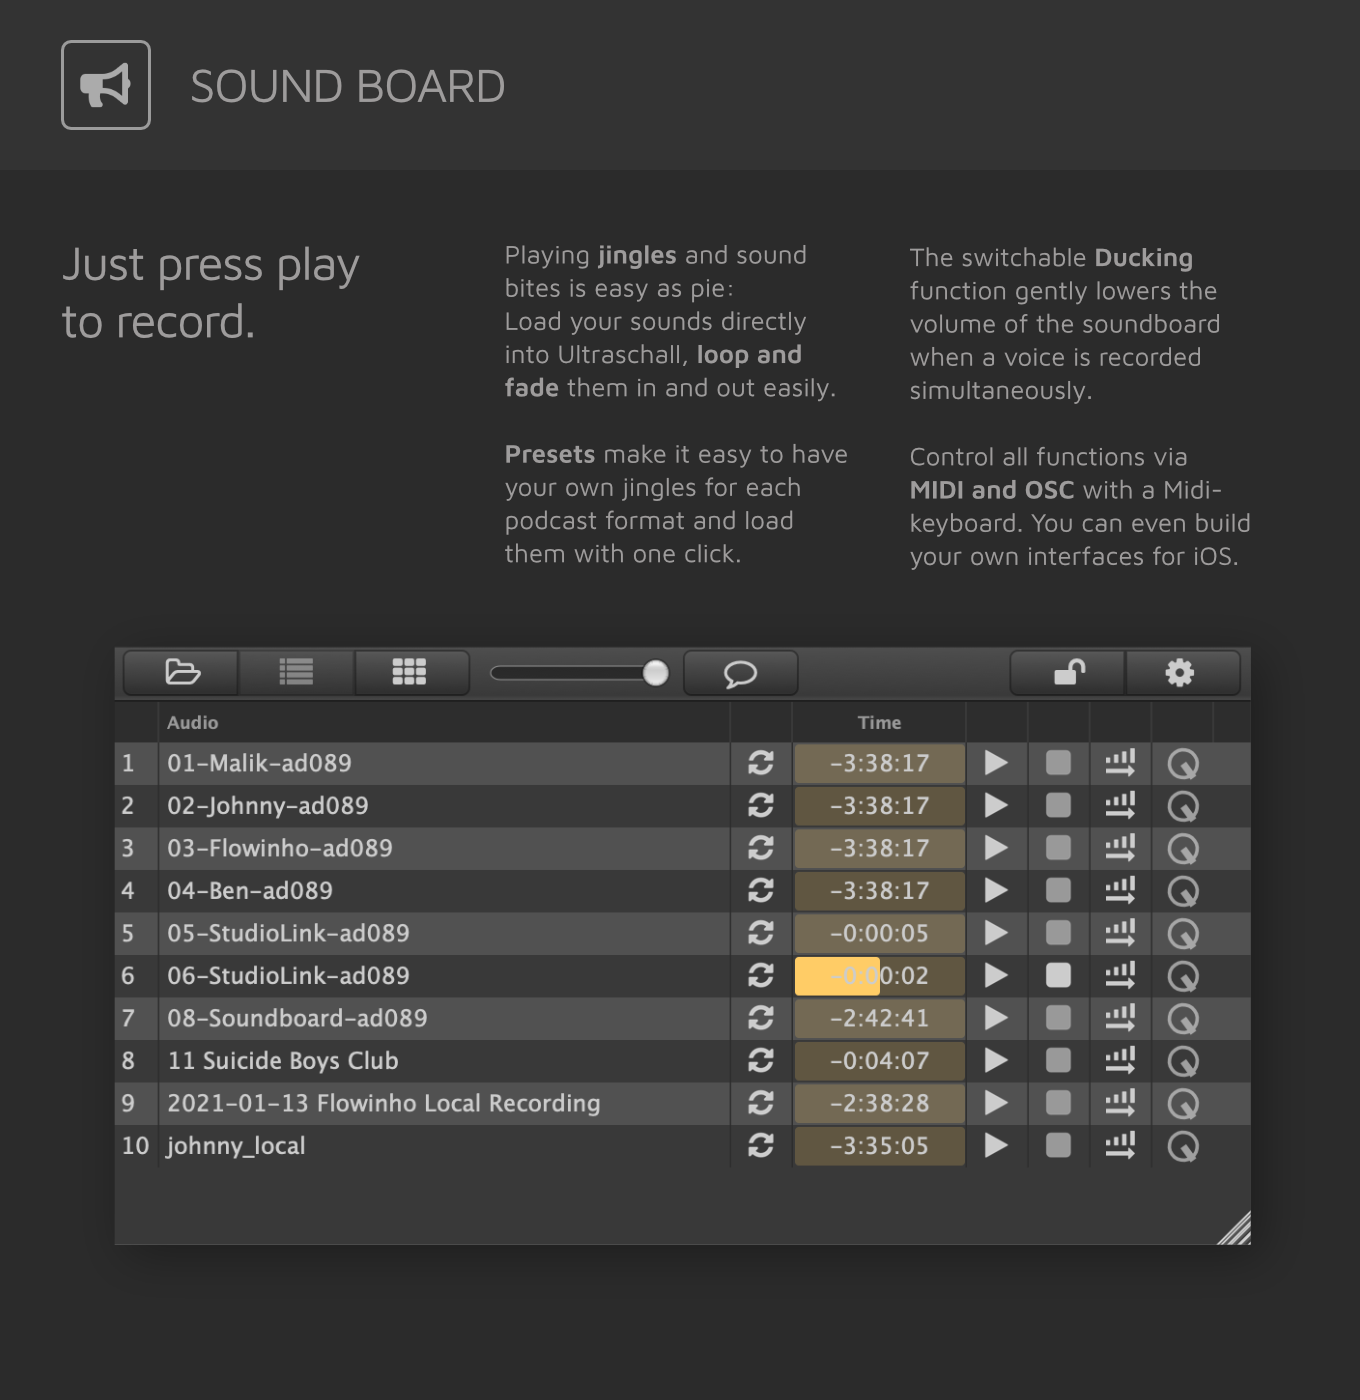 SOUND BOARD
Just press play
to record.
Playing jingles and sound
bites is easy as pie:
Load your sounds directly
into Ultraschall, loop and
fade them in and out easily.
Presets make it easy to have
your own jingles for each
podcast format and load
them with one click.
The switchable Ducking
function gently lowers the
volume of the soundboard
when a voice is recorded
simultaneously.
Control all functions via
MIDI and OSC with a Midi-
keyboard. You can even build
your own interfaces for iOS.
Audio Time
1 01-Malik-ad089 -3:38:17
2 02-Johnny-ad089 -3:38:17
3 03-Flowinho-ad089 -3:38:17
4 04-Ben-ad089 -3:38:17
5 05-StudioLink-ad089 -0:00:05
6 06-StudioLink-ad089 -0:00:02
7 08-Soundboard-ad089 -2:42:41
8 11 Suicide Boys Club -0:04:07
9 2021-01-13 Flowinho Local Recording -2:38:28
10 johnny_local -3:35:05